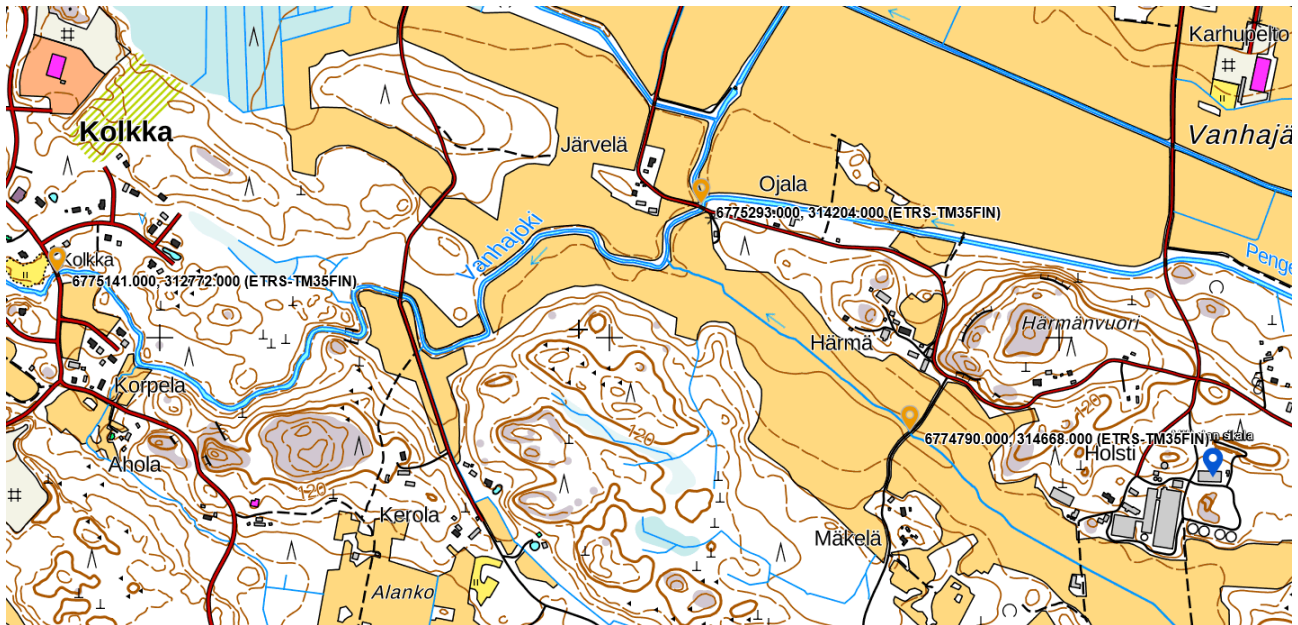 Karhupelto
Kolkka
Järvelä
Vanhajä
Ojala
6775293.000, 314204.000 (ETRS-TM35FIN)
Vanhajoki
Penge
Kolkka
6775141.000, 312772.000 (ETRS-TM35FIN)
Härmänvuori
Härmä
Korpela
120
120
6774790.000, 314668.000 (ETRS-TM35FIN)
Holsti
Ahola
120
Kerola
Mäkelä
Alanko